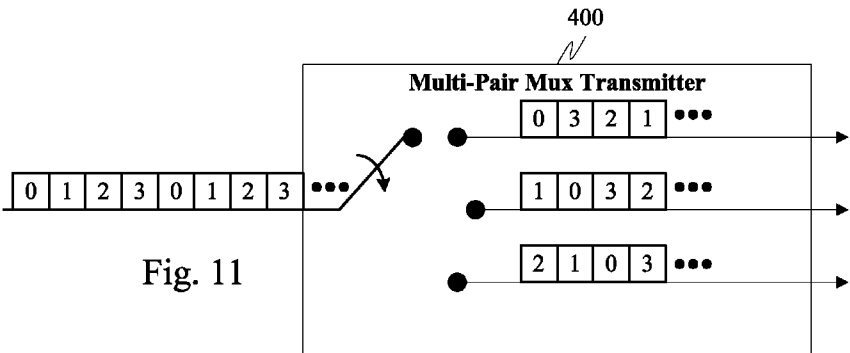 400
Multi-Pair Mux Transmitter
0 3 2 1 •••
0 1 2 3 0 1 2 3 •••
1 0 3 2 •••
2 1 0 3 •••
Fig. 11